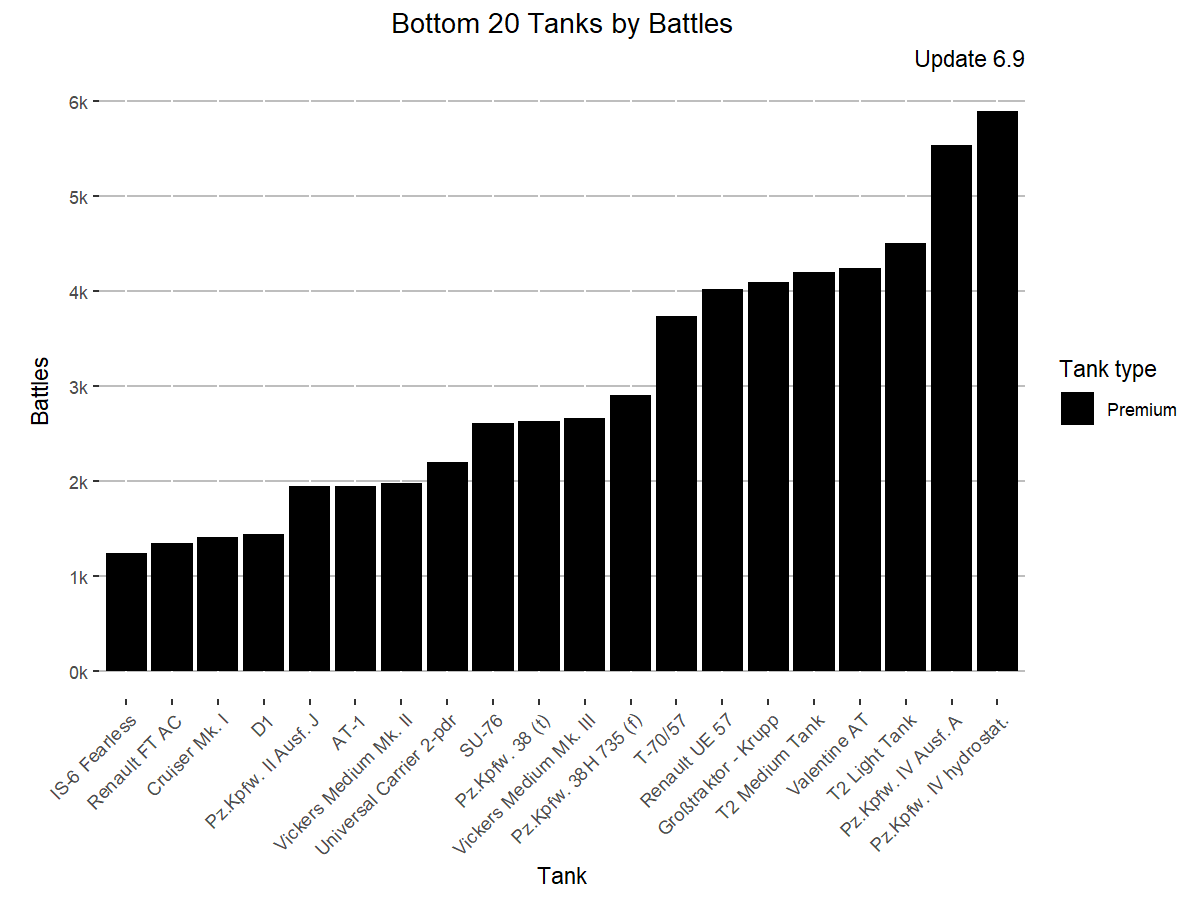 Bottom 20 Tanks by Battles
Update 6.9
6k
5k
4k
3k
2k
1k
0k
Battles
IS-6 Fearless
Renault FT AC
Cruiser Mk. I
D1
Pz.Kpfw. II Ausf. J
AT-1
Vickers Medium Mk. II
Universal Carrier 2-pdr
SU-76
Pz.Kpfw. 38 (t)
Vickers Medium Mk. III
Pz.Kpfw. 38H 735 (f)
T-70/57
Renault UE 57
Großtraktor - Krupp
T2 Medium Tank
Valentine AT
T2 Light Tank
Pz.Kpfw. IV Ausf. A
Pz.Kpfw. IV hydrostat.
Tank
Tank type
Premium